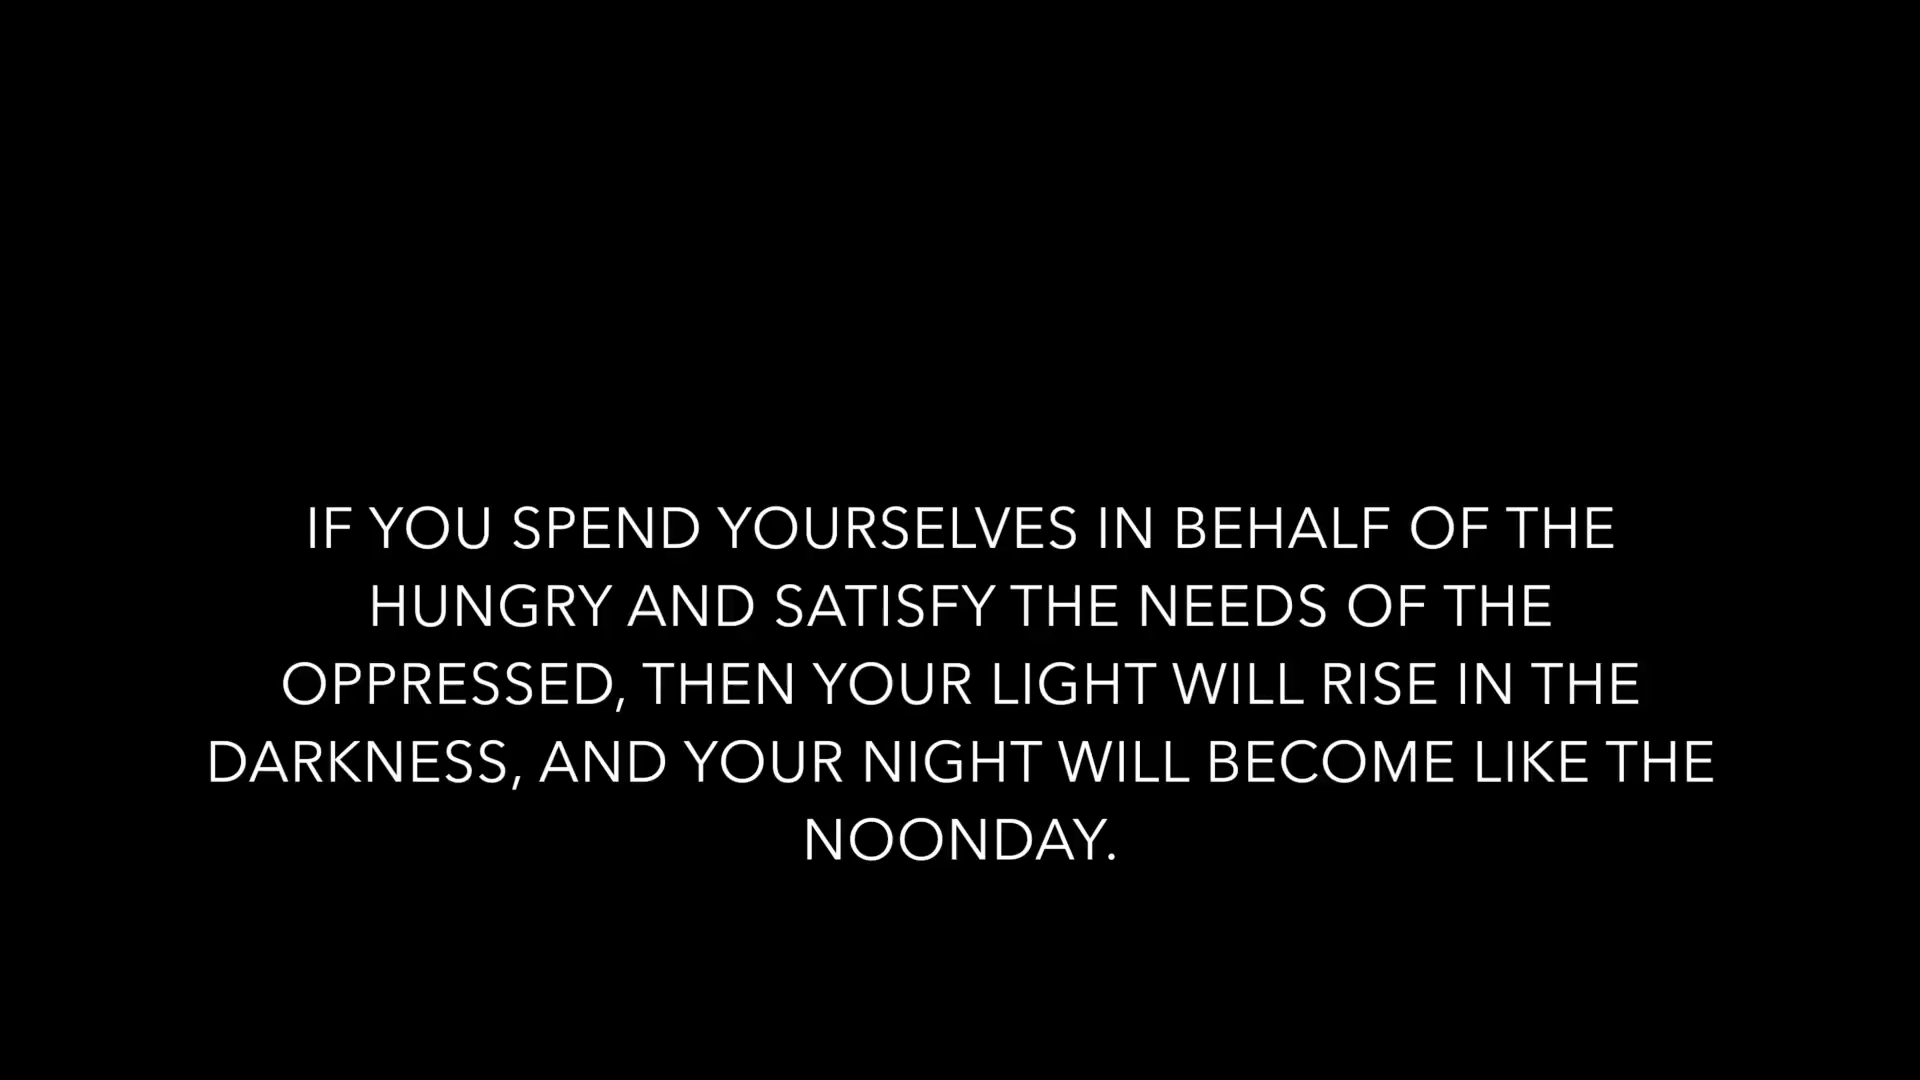 IF YOU SPEND YOURSELVES IN BEHALF OF THE
HUNGRY AND SATISFY THE NEEDS OF THE
OPPRESSED, THEN YOUR LIGHT WILL RISE IN THE
DARKNESS, AND YOUR NIGHT WILL BECOME LIKE THE
NOONDAY.